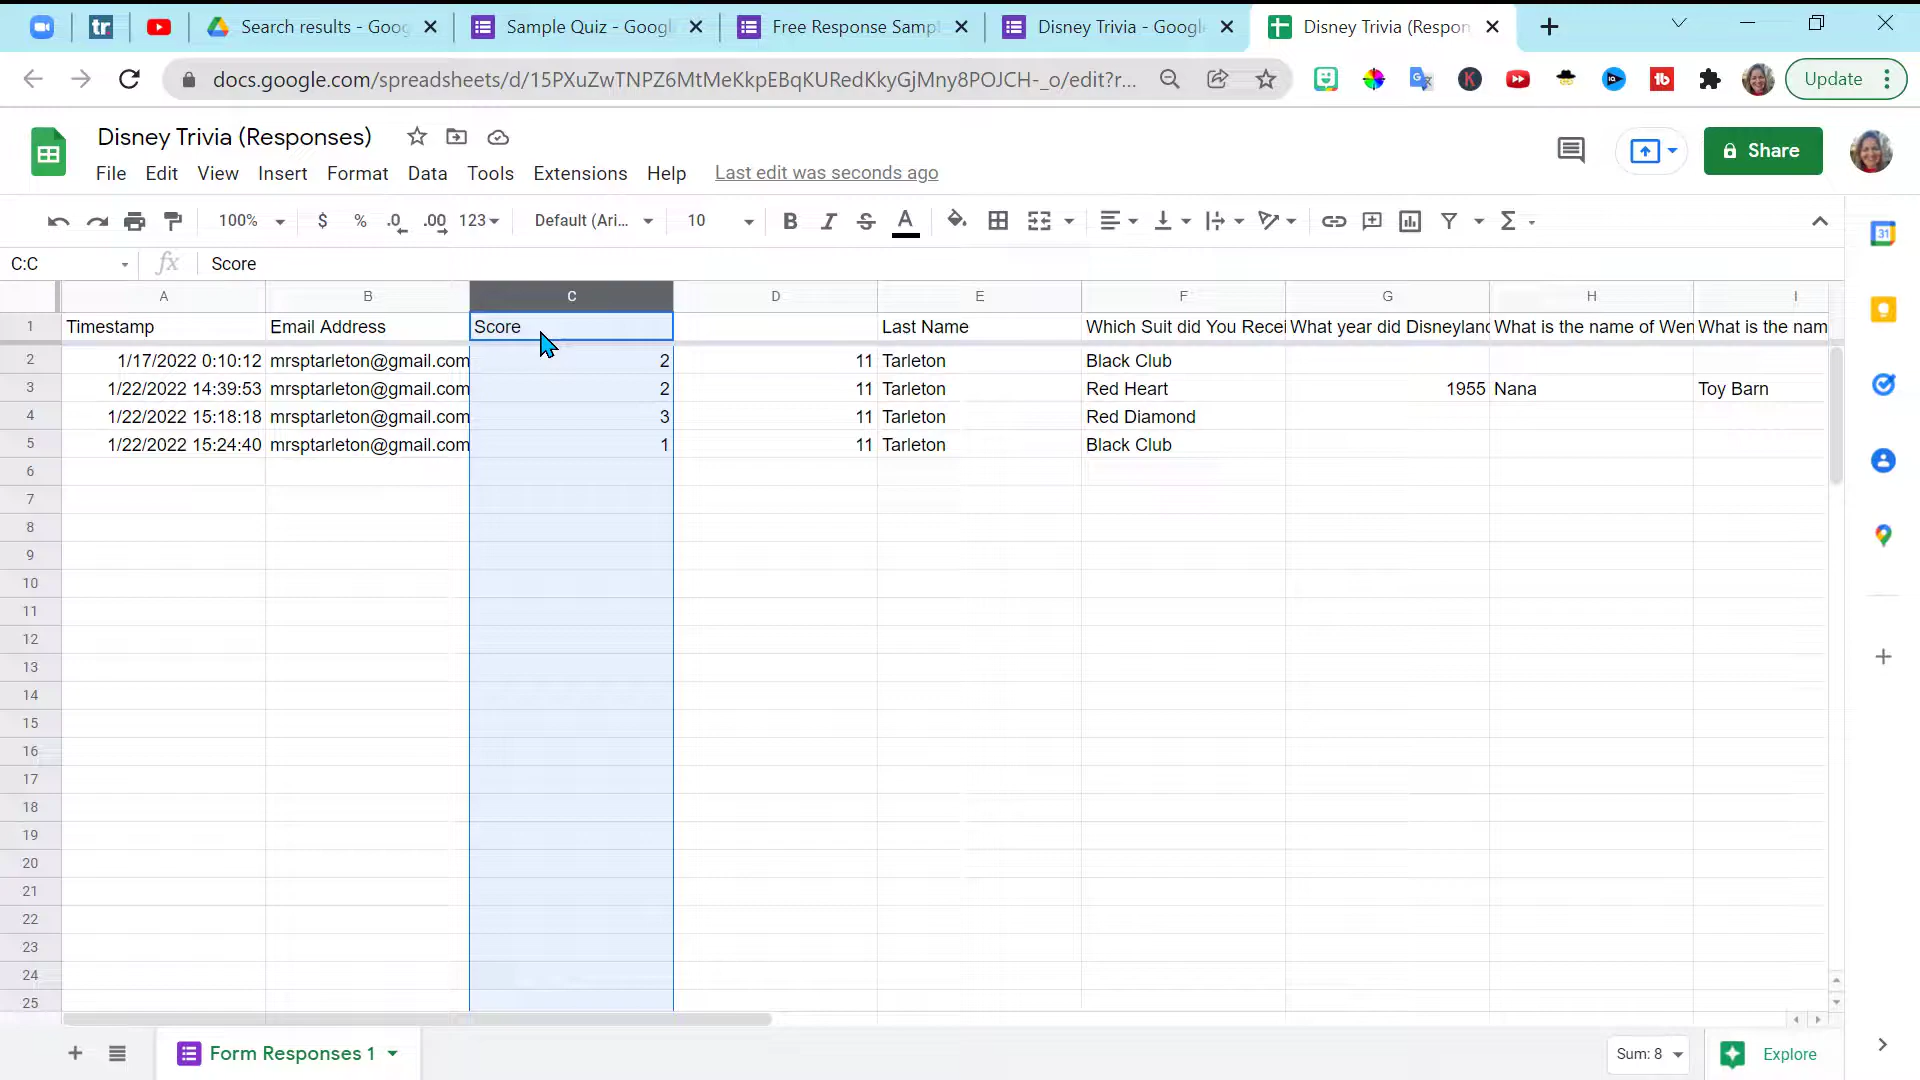 tr Search results - Goog Sample Quiz - Googl Free Response Sampl Disney Trivia - Google Disney Trivia (Respon
docs.google.com/spreadsheets/d/15PXuZwTNPZ6MtMeKkpEBqKURedKkyGjMny8POJCH-_o/edit?r... Update
Disney Trivia (Responses) Share
File Edit View Insert Format Data Tools Extensions Help Last edit was seconds ago
100% $ % .0 .00 123 Default (Ari... 10 B I S A Σ 31
C:C fx Score
A B C D E F G H I
1 Timestamp Email Address Score Last Name Which Suit did You Recei What year did Disneyland What is the name of Wen What is the nam
2 1/17/2022 0:10:12 mrsptarleton@gmail.com 2 11 Tarleton Black Club
3 1/22/2022 14:39:53 mrsptarleton@gmail.com 2 11 Tarleton Red Heart 1955 Nana Toy Barn
4 1/22/2022 15:18:18 mrsptarleton@gmail.com 3 11 Tarleton Red Diamond
5 1/22/2022 15:24:40 mrsptarleton@gmail.com 1 11 Tarleton Black Club
6
7
8
9
10
11
12
13
14
15
16
17
18
19
20
21
22
23
24
25
Form Responses 1 Sum: 8 Explore